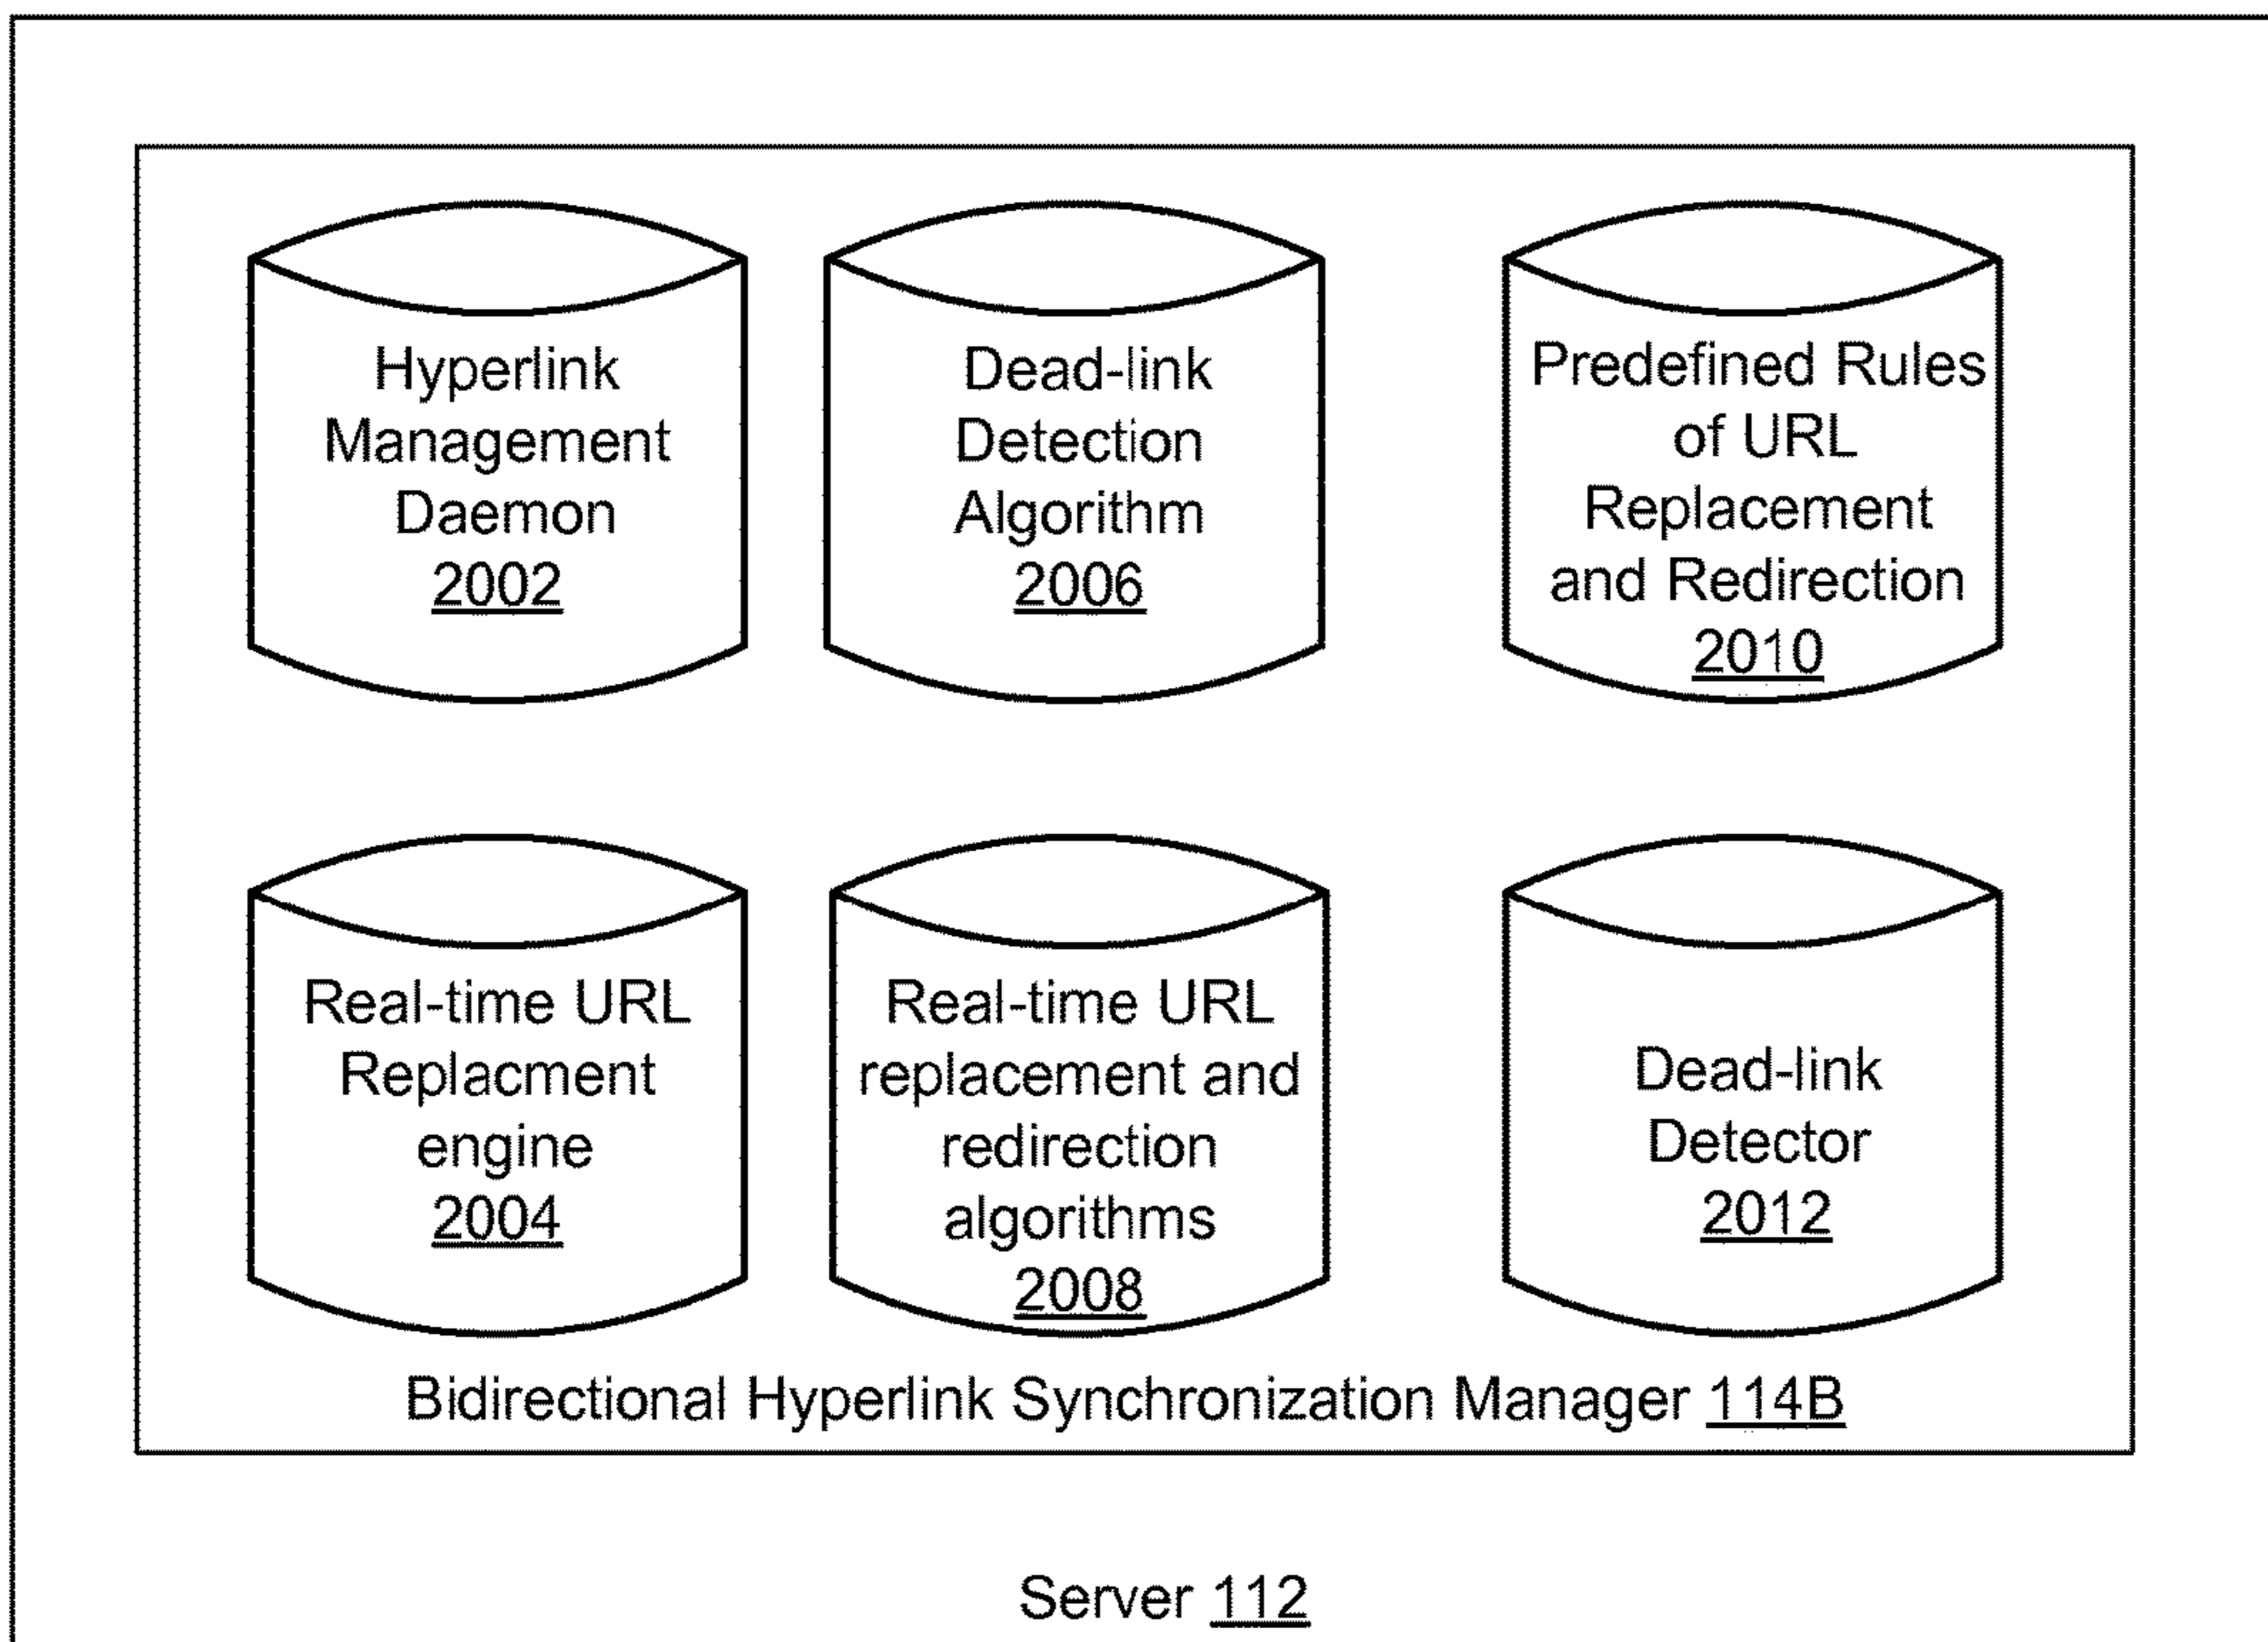 Hyperlink
Management
Daemon
2002
Dead-link
Detection
Algorithm
2006
Predefined Rules
of URL
Replacement
and Redirection
2010
Real-time URL
Replacment
engine
2004
Real-time URL
replacement and
redirection
algorithms
2008
Dead-link
Detector
2012
Bidirectional Hyperlink Synchronization Manager 114B
Server 112